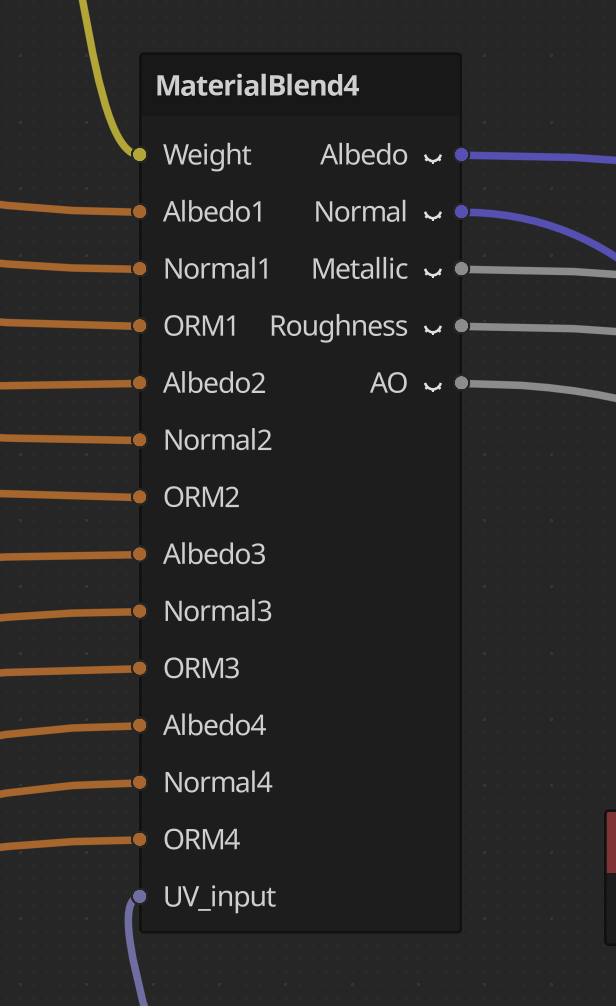 MaterialBlend4
Weight Albedo
Albedo1 Normal
Normal1 Metallic
ORM1 Roughness
Albedo2 AO
Normal2
ORM2
Albedo3
Normal3
ORM3
Albedo4
Normal4
ORM4
UV_input